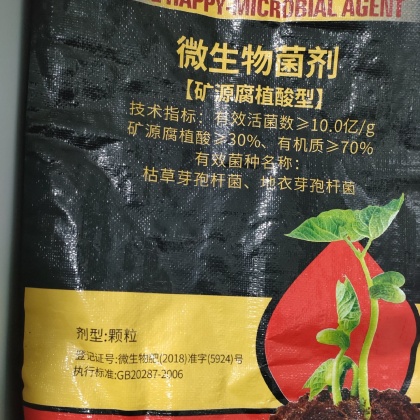 HAPPY-MICROBIAL AGENT
微生物菌剂
【矿源腐植酸型】
技术指标：有效活菌数≥10.0亿/g
矿源腐植酸≥30%、有机质≥70%
有效菌种名称：
枯草芽孢杆菌、地衣芽孢杆菌
剂型:颗粒
登记证号:微生物肥(2018)准字(5924)号
执行标准:GB20287-2006